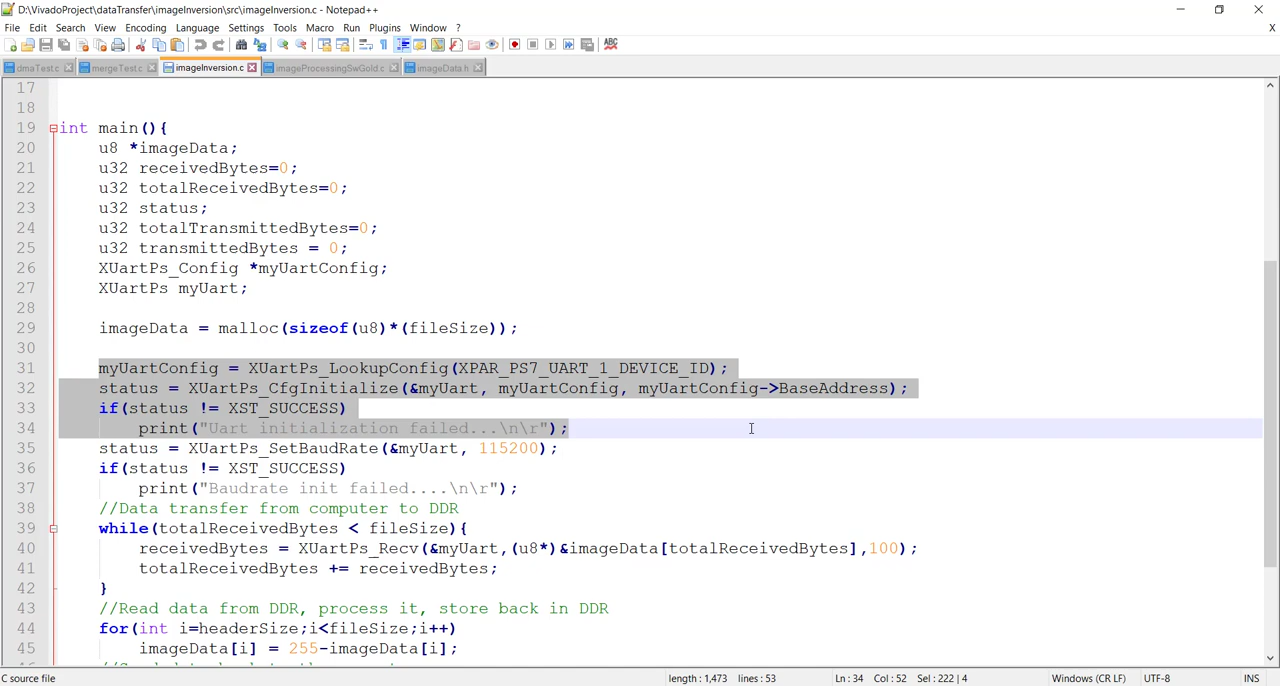 D:\VivadoProject\dataTransfer\imageInversion\src\imageInversion.c - Notepad++
File Edit Search View Encoding Language Settings Tools Macro Run Plugins Window ? X
dmaTest.c mergeTest.c imageInversion.c imageProcessingSwGold.c imageData.h
17
18
19 int main(){
20 u8 *imageData;
21 u32 receivedBytes=0;
22 u32 totalReceivedBytes=0;
23 u32 status;
24 u32 totalTransmittedBytes=0;
25 u32 transmittedBytes = 0;
26 XUartPs_Config *myUartConfig;
27 XUartPs myUart;
28
29 imageData = malloc(sizeof(u8)*(fileSize));
30
31 myUartConfig = XUartPs_LookupConfig(XPAR_PS7_UART_1_DEVICE_ID);
32 status = XUartPs_CfgInitialize(&myUart, myUartConfig, myUartConfig->BaseAddress);
33 if(status != XST_SUCCESS)
34 print("Uart initialization failed...\n\r");
35 status = XUartPs_SetBaudRate(&myUart, 115200);
36 if(status != XST_SUCCESS)
37 print("Baudrate init failed....\n\r");
38 //Data transfer from computer to DDR
39 while(totalReceivedBytes < fileSize){
40 receivedBytes = XUartPs_Recv(&myUart,(u8*)&imageData[totalReceivedBytes],100);
41 totalReceivedBytes += receivedBytes;
42 }
43 //Read data from DDR, process it, store back in DDR
44 for(int i=headerSize;i<fileSize;i++)
45 imageData[i] = 255-imageData[i];
C source file length : 1,473 lines : 53 Ln : 34 Col : 52 Sel : 222 | 4 Windows (CR LF) UTF-8 INS